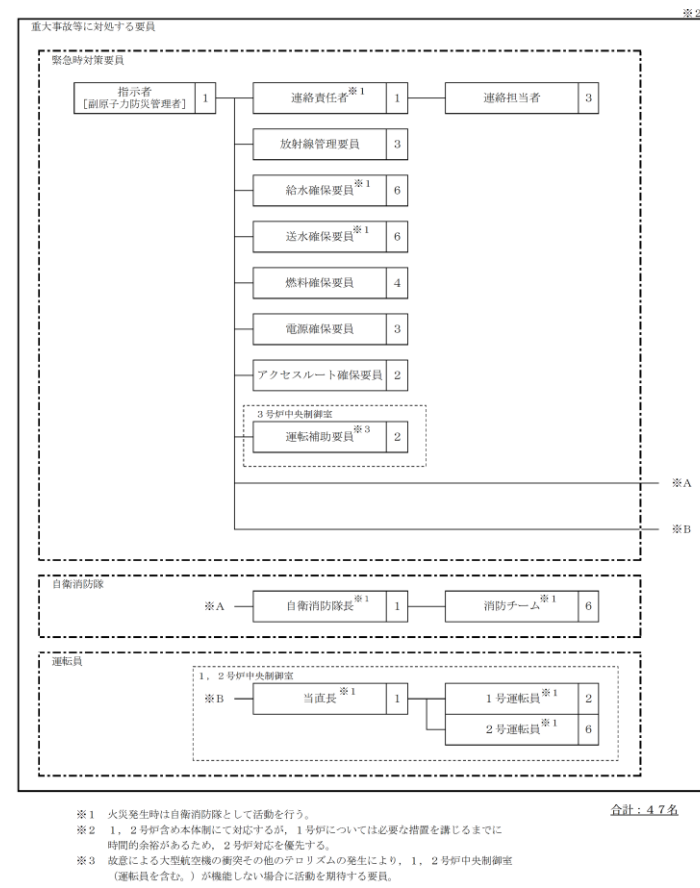 ※2
重大事故等に対処する要員
緊急時対策要員
指示者
[副原子力防災管理者] 1
連絡責任者※1 1
連絡担当者 3
放射線管理要員 3
給水確保要員※1 6
送水確保要員※1 6
燃料確保要員 4
電源確保要員 3
アクセスルート確保要員 2
3号炉中央制御室
運転補助要員※3 2
※A
※B
自衛消防隊
※A 自衛消防隊長※1 1 消防チーム※1 6
運転員
1,2号炉中央制御室
※B 当直長※1 1 1号運転員※1 2
2号運転員※1 6
合計:47名
※1 火災発生時は自衛消防隊として活動を行う。
※2 1,2号炉含め本体制にて対応するが,1号炉については必要な措置を講じるまでに
時間的余裕があるため,2号炉対応を優先する。
※3 故意による大型航空機の衝突その他のテロリズムの発生により,1,2号炉中央制御室
(運転員を含む。)が機能しない場合に活動を期待する要員。